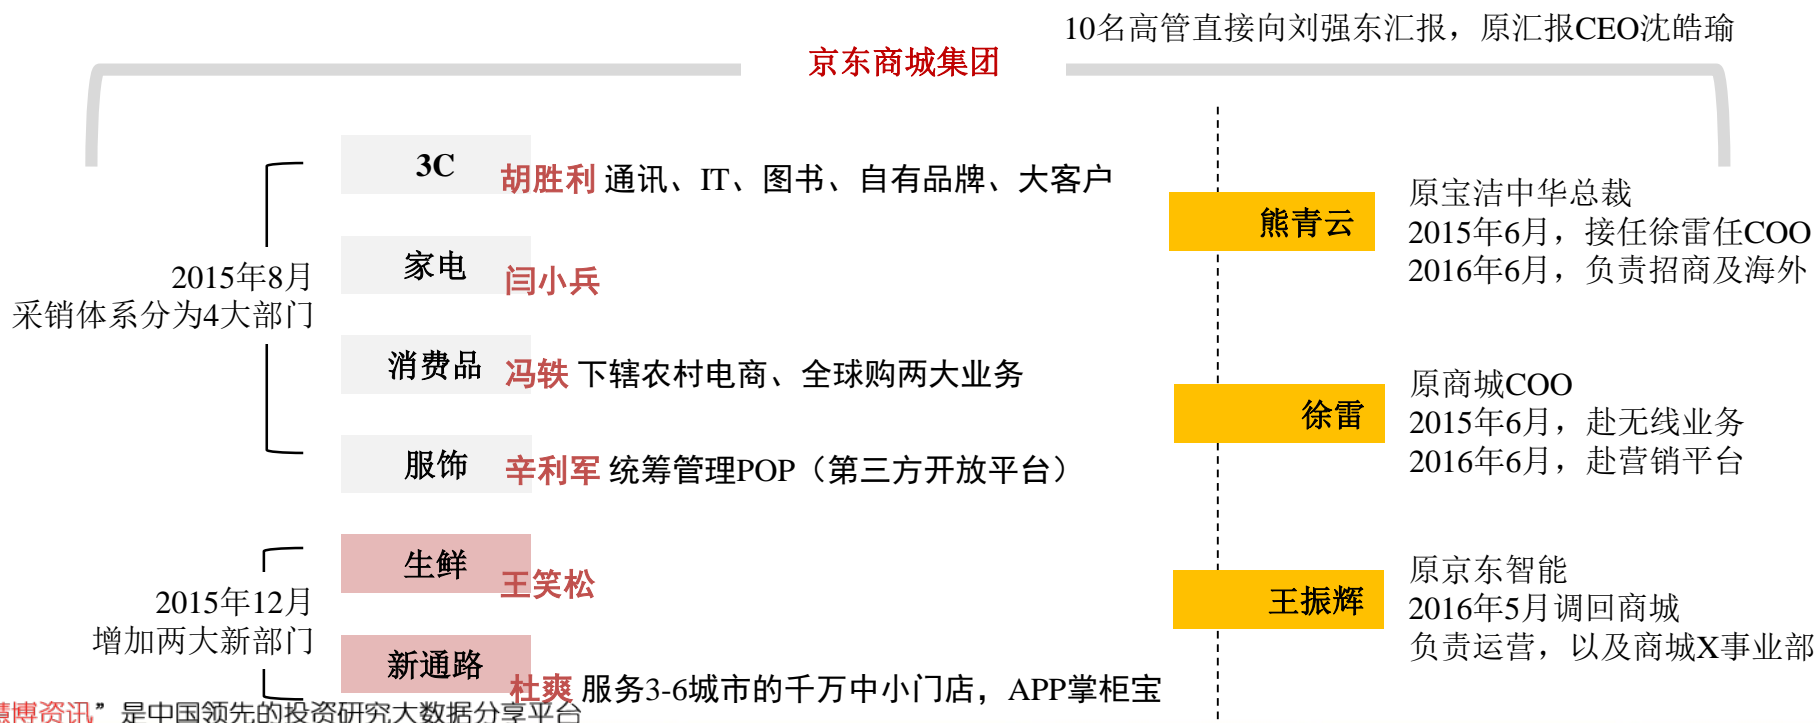 10名高管直接向刘强东汇报，原汇报CEO沈皓瑜
京东商城集团
2015年8月
采销体系分为4大部门
3C
胡胜利 通讯、IT、图书、自有品牌、大客户
家电
闫小兵
消费品
冯轶 下辖农村电商、全球购两大业务
服饰
辛利军 统筹管理POP（第三方开放平台）
2015年12月
增加两大新部门
生鲜
王笑松
新通路
杜爽 服务3-6城市的千万中小门店，APP掌柜宝
熊青云
原宝洁中华总裁
2015年6月，接任徐雷任COO
2016年6月，负责招商及海外
徐雷
原商城COO
2015年6月，赴无线业务
2016年6月，赴营销平台
王振辉
原京东智能
2016年5月调回商城
负责运营，以及商城X事业部
慧博资讯”是中国领先的投资研究大数据分享平台